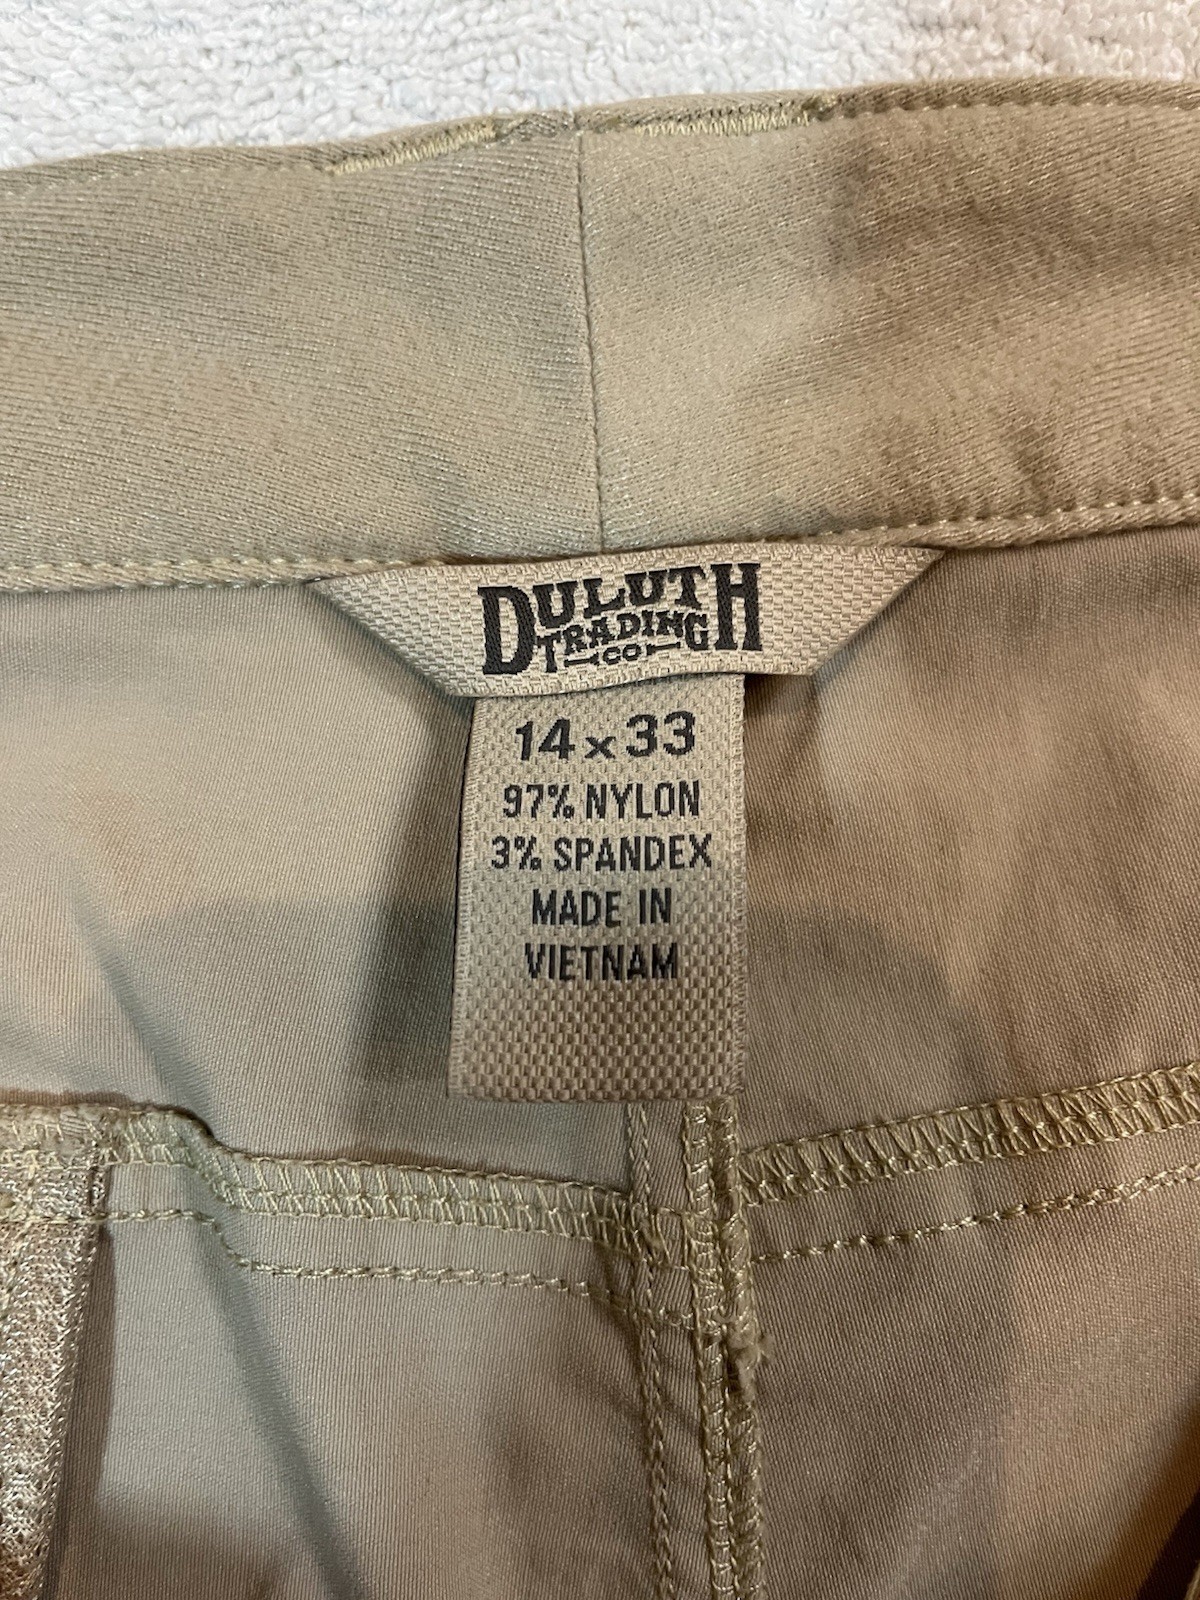 DULUTH
TRADING
CO
14 x 33
97% NYLON
3% SPANDEX
MADE IN
VIETNAM